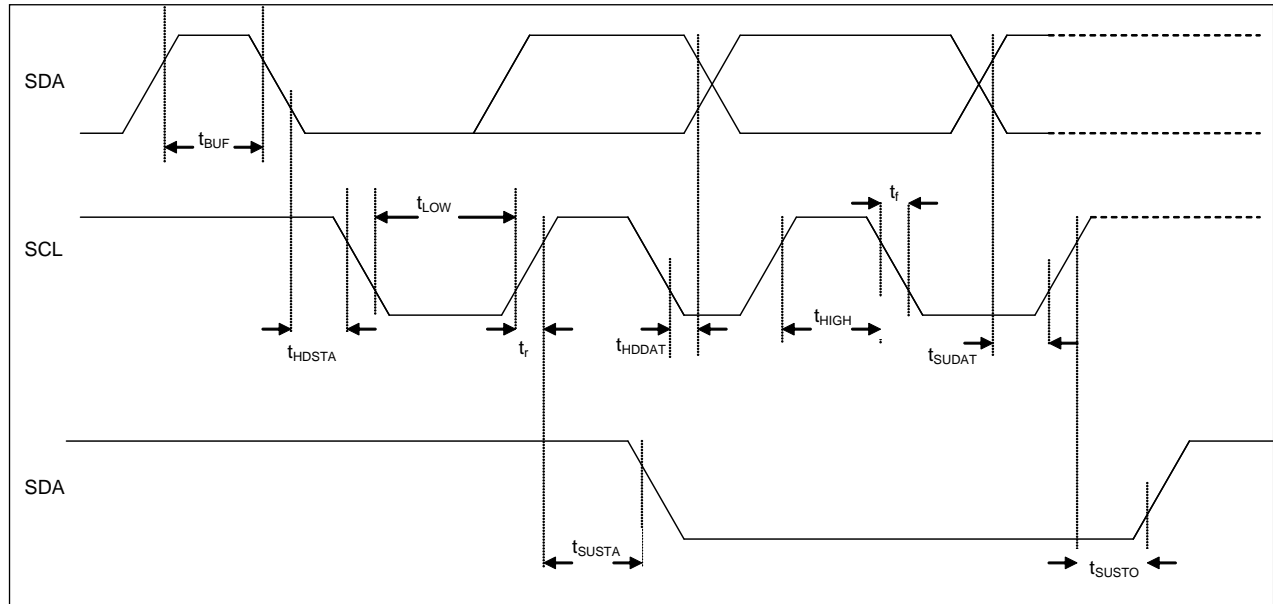 SDA
tBUF
tLOW
tf
SCL
tHDSTA
tr
tHDDAT
tHIGH
tSUDAT
SDA
tSUSTA
tSUSTO